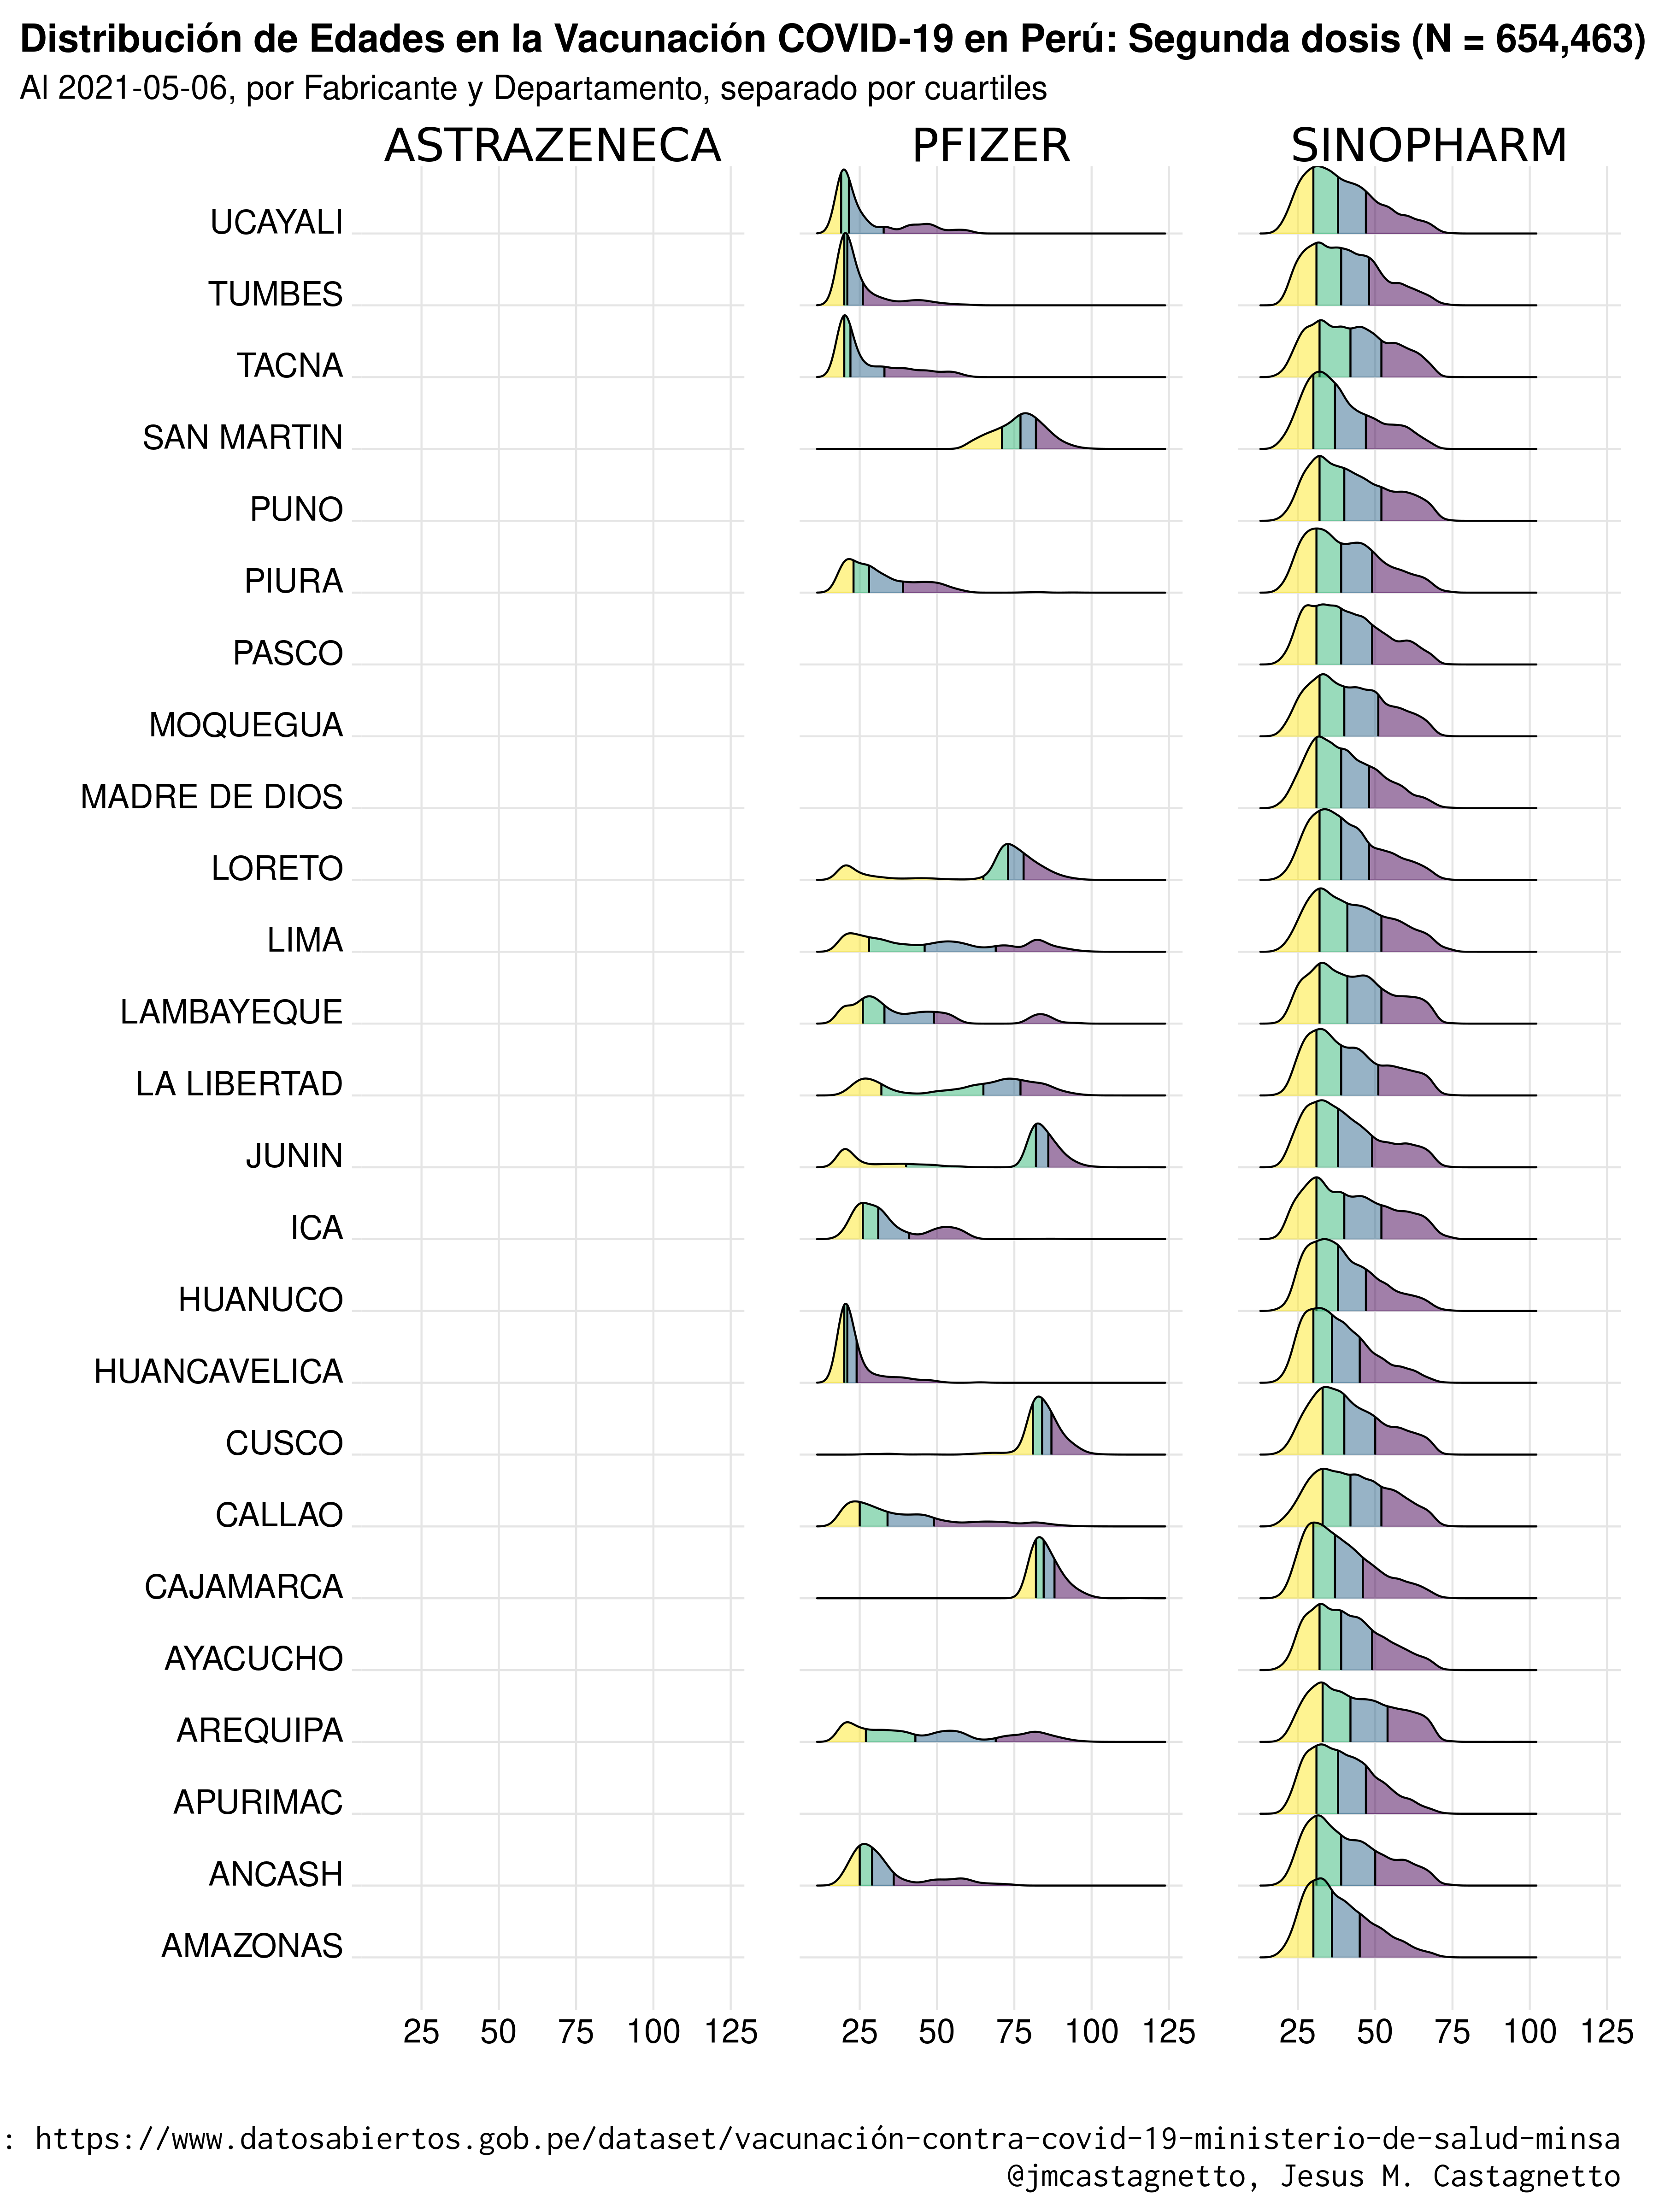 Distribución de Edades en la Vacunación COVID-19 en Perú: Segunda dosis (N = 654,463)
Al 2021-05-06, por Fabricante y Departamento, separado por cuartiles
ASTRAZENECA PFIZER SINOPHARM
UCAYALI
TUMBES
TACNA
SAN MARTIN
PUNO
PIURA
PASCO
MOQUEGUA
MADRE DE DIOS
LORETO
LIMA
LAMBAYEQUE
LA LIBERTAD
JUNIN
ICA
HUANUCO
HUANCAVELICA
CUSCO
CALLAO
CAJAMARCA
AYACUCHO
AREQUIPA
APURIMAC
ANCASH
AMAZONAS
25 50 75 100 125 25 50 75 100 125 25 50 75 100 125
: https://www.datosabiertos.gob.pe/dataset/vacunación-contra-covid-19-ministerio-de-salud-minsa
@jmcastagnetto, Jesus M. Castagnetto